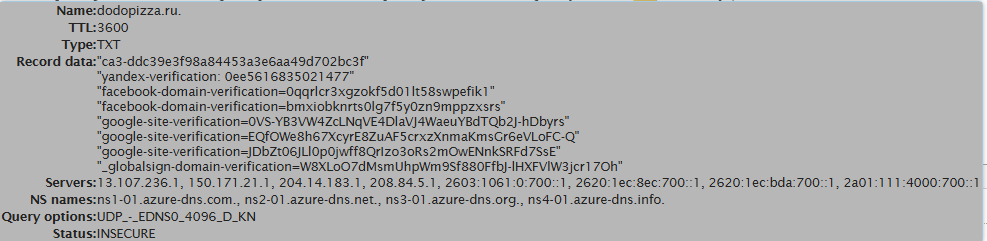 Name:dodopizza.ru.
TTL:3600
Type:TXT
Record data:"ca3-ddc39e3f98a84453a3e6aa49d702bc3f"
"yandex-verification: 0ee5616835021477"
"facebook-domain-verification=0qqrlcr3xgzokf5d01lt58swpefik1"
"facebook-domain-verification=bmxiobknrts0lg7f5y0zn9mppzxsrs"
"google-site-verification=0VS-YB3VW4ZcLNqVE4DlaVJ4WaeuYBdTQb2J-hDbyrs"
"google-site-verification=EQfOWe8h67XcyrE8ZuAF5crxzXnmaKmsGr6eVLoFC-Q"
"google-site-verification=JDbZt06JLl0p0jwff8QrIzo3oRs2mOwENnkSRFd7SsE"
"_globalsign-domain-verification=W8XLoO7dMsmUhpWm9Sf880FfbJ-lHXFVlW3jcr17Oh"
Servers:13.107.236.1, 150.171.21.1, 204.14.183.1, 208.84.5.1, 2603:1061:0:700::1, 2620:1ec:8ec:700::1, 2620:1ec:bda:700::1, 2a01:111:4000:700::1
NS names:ns1-01.azure-dns.com., ns2-01.azure-dns.net., ns3-01.azure-dns.org., ns4-01.azure-dns.info.
Query options:UDP_-_EDNS0_4096_D_KN
Status:INSECURE